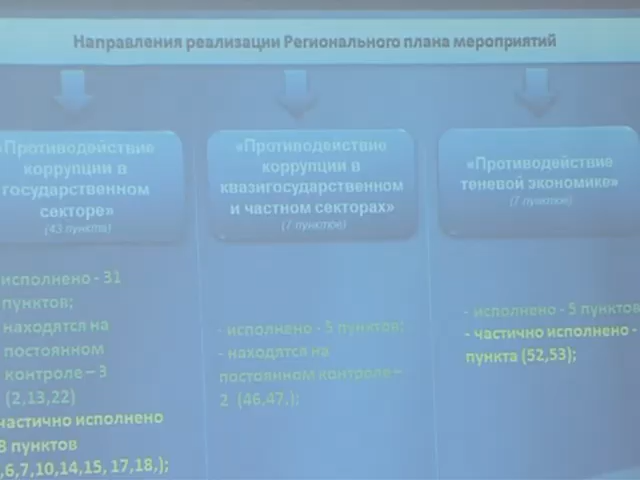 Направления реализации Регионального плана мероприятий
«Противодействие
коррупции в
государственном
секторе»
(43 пункта)
«Противодействие
коррупции в
квазигосударственном
и частном секторах»
(7 пунктов)
«Противодействие
теневой экономике»
(7 пунктов)
исполнено - 31
пунктов;
находятся на
постоянном
контроле – 3
(2,13,22)
частично исполнено
8 пунктов
,6,7,10,14,15, 17,18,);
- исполнено - 5 пунктов;
- находятся на
постоянном контроле –
2 (46,47,);
- исполнено - 5 пунктов
- частично исполнено -
пункта (52,53);